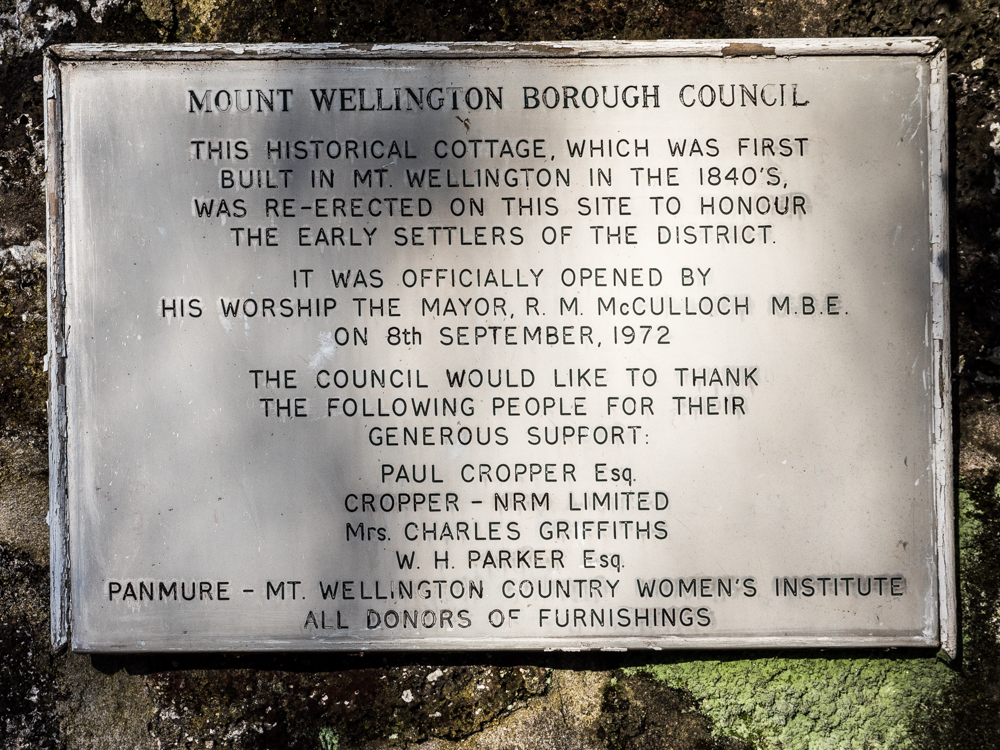 MOUNT WELLINGTON BOROUGH COUNCIL
THIS HISTORICAL COTTAGE, WHICH WAS FIRST
BUILT IN MT. WELLINGTON IN THE 1840'S,
WAS RE-ERECTED ON THIS SITE TO HONOUR
THE EARLY SETTLERS OF THE DISTRICT.
IT WAS OFFICIALLY OPENED BY
HIS WORSHIP THE MAYOR, R. M. McCULLOCH M.B.E.
ON 8th SEPTEMBER, 1972
THE COUNCIL WOULD LIKE TO THANK
THE FOLLOWING PEOPLE FOR THEIR
GENEROUS SUPPORT:
PAUL CROPPER Esq.
CROPPER - NRM LIMITED
Mrs. CHARLES GRIFFITHS
W. H. PARKER Esq.
PANMURE - MT. WELLINGTON COUNTRY WOMEN'S INSTITUTE
ALL DONORS OF FURNISHINGS